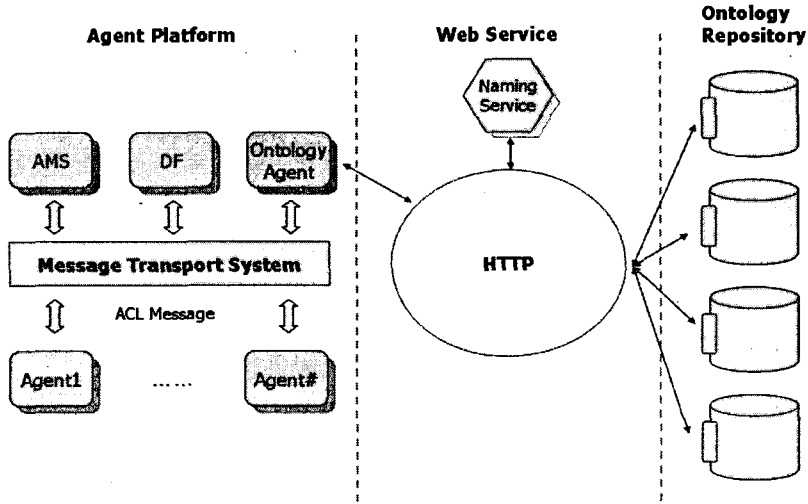 Agent Platform
Web Service
Ontology
Repository
Naming
Service
AMS
DF
Ontology
Agent
HTTP
Message Transport System
ACL Message
Agent1
......
Agent#